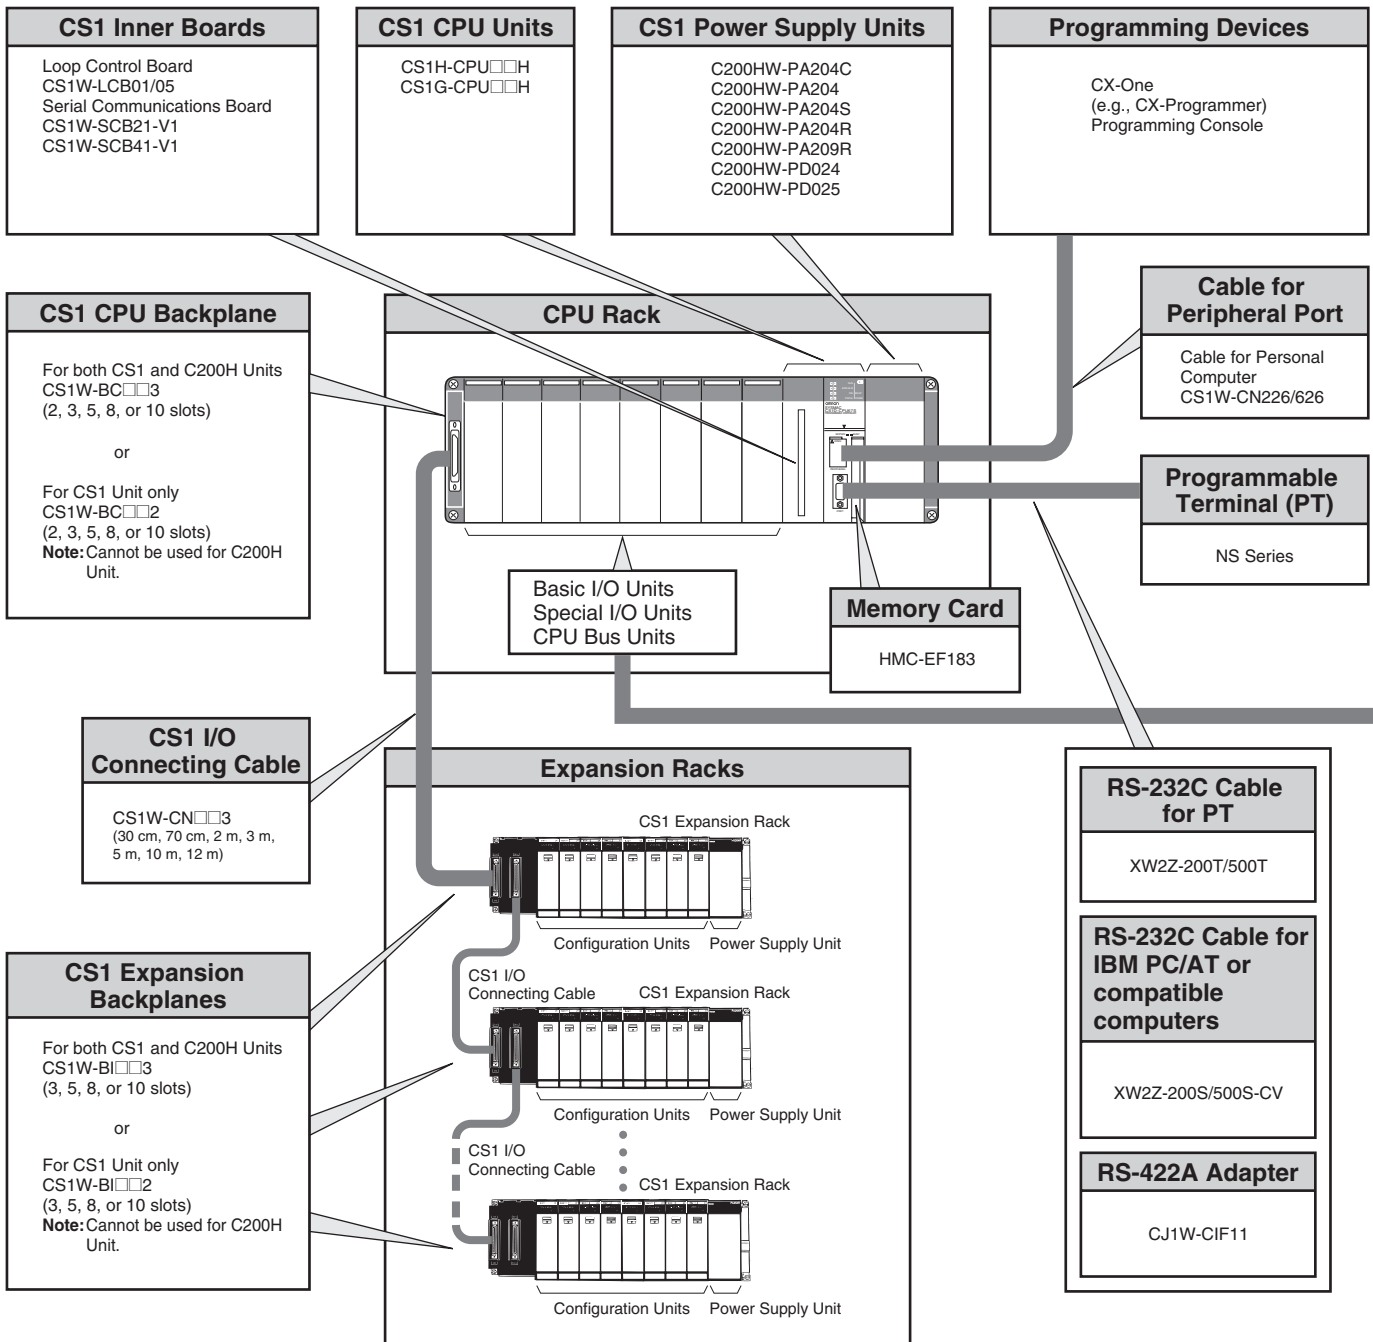 CS1 Inner Boards
Loop Control Board
CS1W-LCB01/05
Serial Communications Board
CS1W-SCB21-V1
CS1W-SCB41-V1
CS1 CPU Units
CS1H-CPU□□H
CS1G-CPU□□H
CS1 Power Supply Units
C200HW-PA204C
C200HW-PA204
C200HW-PA204S
C200HW-PA204R
C200HW-PA209R
C200HW-PD024
C200HW-PD025
Programming Devices
CX-One
(e.g., CX-Programmer)
Programming Console
CS1 CPU Backplane
For both CS1 and C200H Units
CS1W-BC□□3
(2, 3, 5, 8, or 10 slots)
or
For CS1 Unit only
CS1W-BC□□2
(2, 3, 5, 8, or 10 slots)
Note: Cannot be used for C200H
Unit.
CPU Rack
Basic I/O Units
Special I/O Units
CPU Bus Units
Memory Card
HMC-EF183
Cable for
Peripheral Port
Cable for Personal
Computer
CS1W-CN226/626
Programmable
Terminal (PT)
NS Series
CS1 I/O
Connecting Cable
CS1W-CN□□3
(30 cm, 70 cm, 2 m, 3 m,
5 m, 10 m, 12 m)
Expansion Racks
CS1 Expansion Rack
Configuration Units
Power Supply Unit
CS1 I/O
Connecting Cable
CS1 Expansion Rack
Configuration Units
Power Supply Unit
CS1 I/O
Connecting Cable
CS1 Expansion Rack
Configuration Units
Power Supply Unit
CS1 Expansion
Backplanes
For both CS1 and C200H Units
CS1W-BI□□3
(3, 5, 8, or 10 slots)
or
For CS1 Unit only
CS1W-BI□□2
(3, 5, 8, or 10 slots)
Note: Cannot be used for C200H
Unit.
RS-232C Cable
for PT
XW2Z-200T/500T
RS-232C Cable for
IBM PC/AT or
compatible
computers
XW2Z-200S/500S-CV
RS-422A Adapter
CJ1W-CIF11